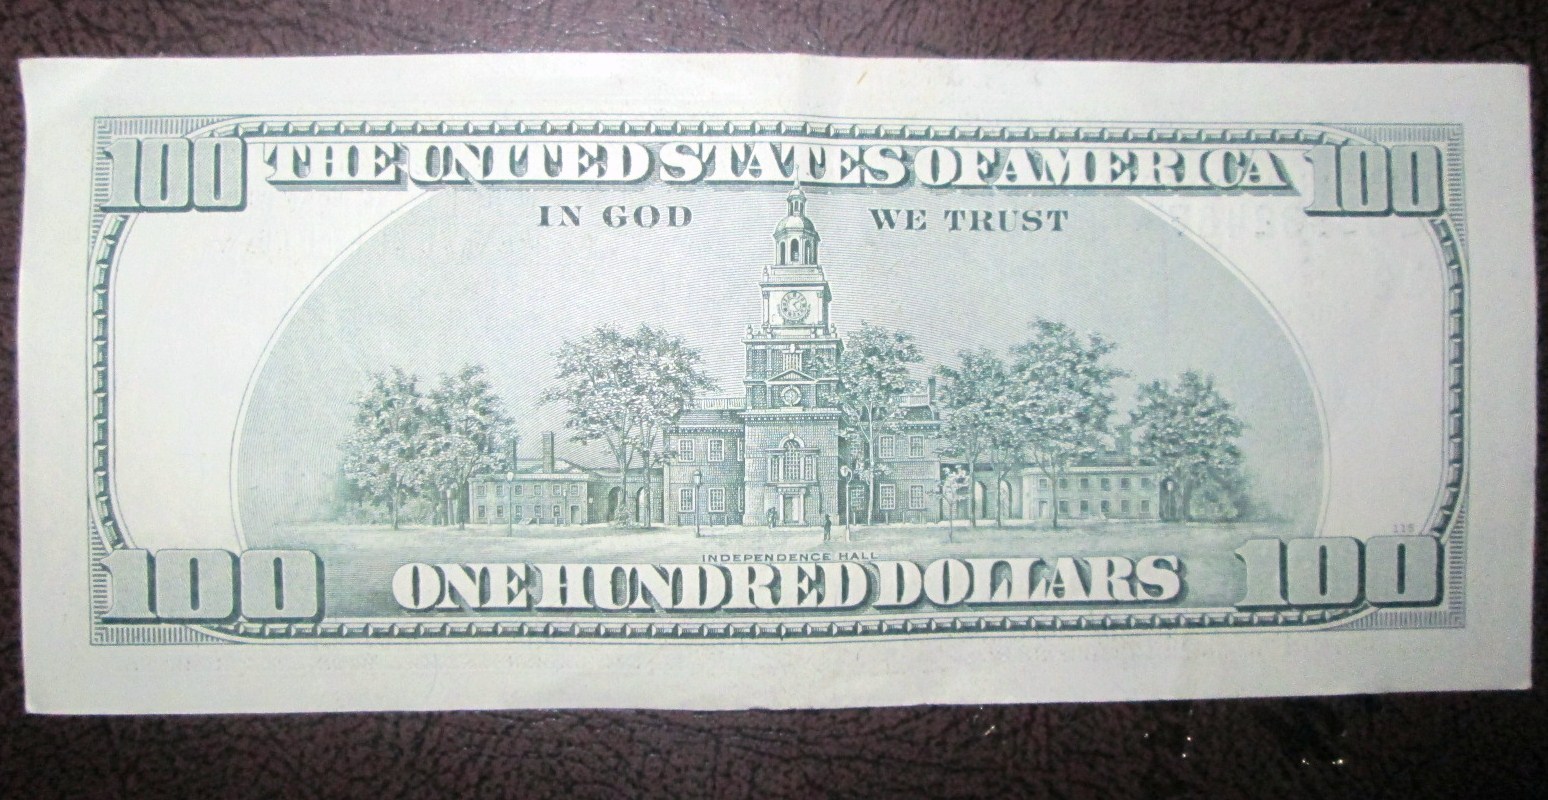 100 THE UNITED STATES OF AMERICA 100
IN GOD WE TRUST
INDEPENDENCE HALL
100 ONE HUNDRED DOLLARS 100